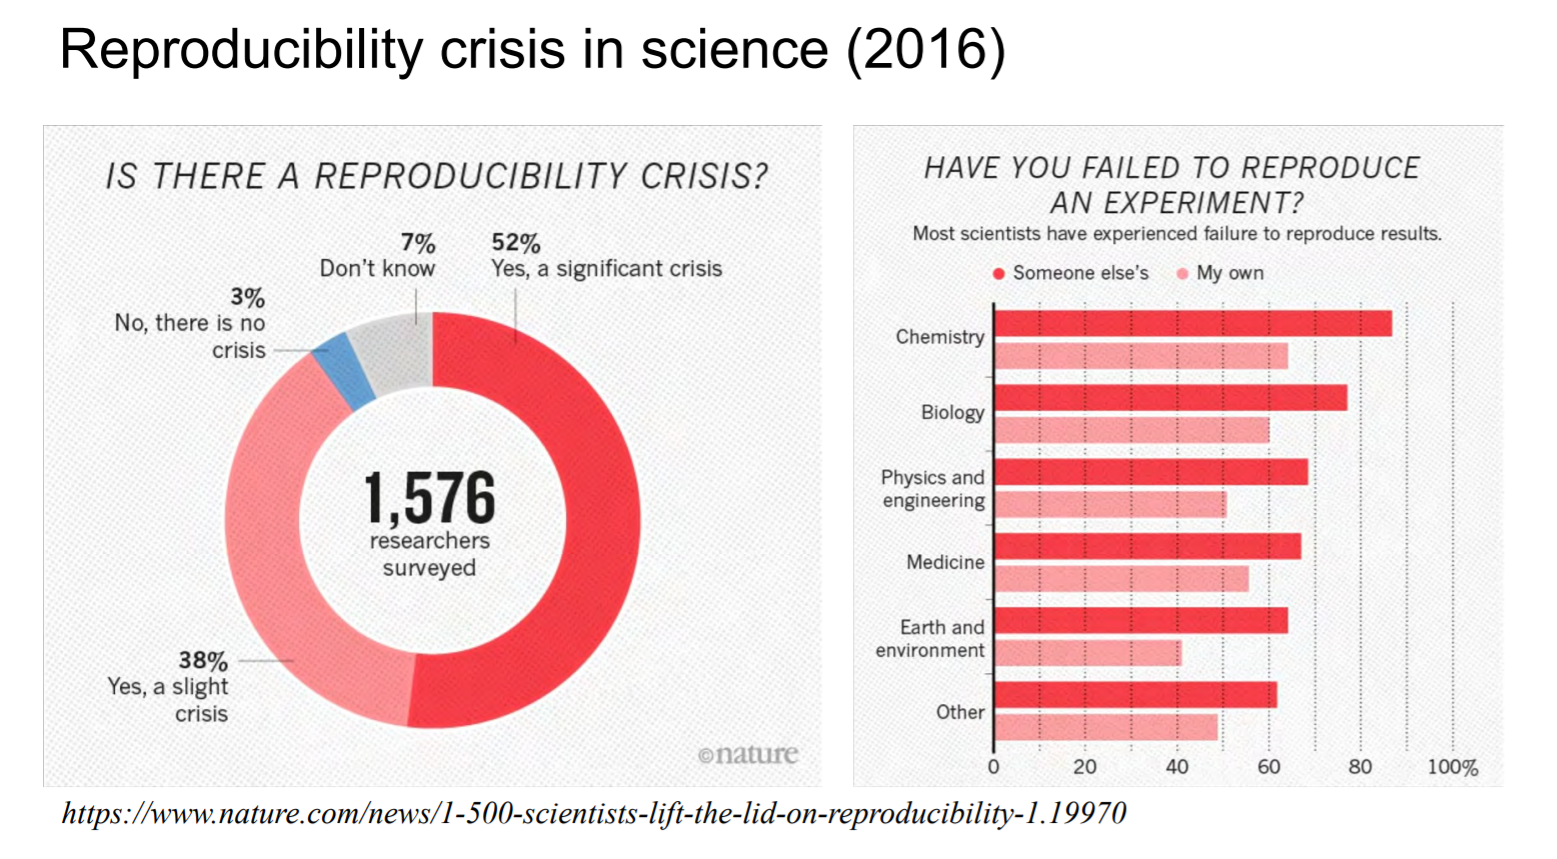 Reproducibility crisis in science (2016)
IS THERE A REPRODUCIBILITY CRISIS?
7%
Don't know
52%
Yes, a significant crisis
3%
No, there is no
crisis
1,576
researchers
surveyed
38%
Yes, a slight
crisis
©nature
HAVE YOU FAILED TO REPRODUCE
AN EXPERIMENT?
Most scientists have experienced failure to reproduce results.
Someone else's My own
Chemistry
Biology
Physics and
engineering
Medicine
Earth and
environment
Other
0 20 40 60 80 100%
https://www.nature.com/news/1-500-scientists-lift-the-lid-on-reproducibility-1.19970